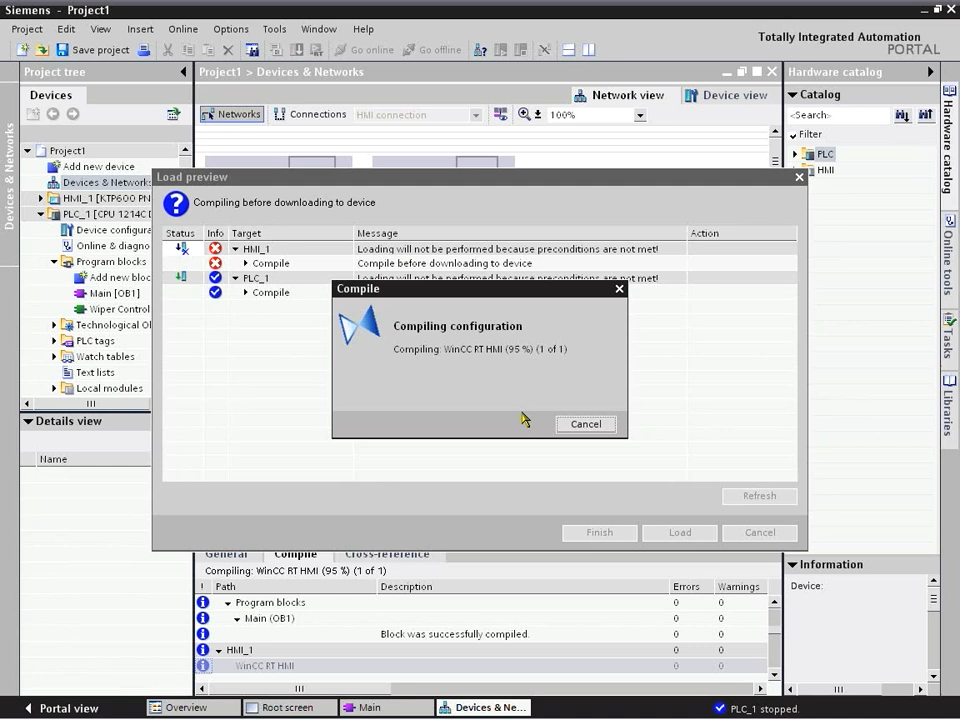 Siemens - Project1
Project Edit View Insert Online Options Tools Window Help
Totally Integrated Automation
PORTAL
Save project Go online Go offline
Project tree
Project1 > Devices & Networks
Hardware catalog
Devices
Network view Device view
Catalog
Networks Connections HMI connection 100%
<Search>
Filter
Project1
PLC
Add new device
HMI
Devices & Network
HMI_1 [KTP600 PN
PLC_1 [CPU 1214C D
Device configura
Online & diagno
Program blocks
Add new bloc
Main [OB1]
Wiper Control
Technological Ol
PLC tags
Watch tables
Text lists
Local modules
Load preview
Compiling before downloading to device
Status Info Target Message Action
HMI_1 Loading will not be performed because preconditions are not met!
Compile Compile before downloading to device
PLC_1 Loading will not be performed because preconditions are not met!
Compile
Compile
Compiling configuration
Compiling: WinCC RT HMI (95 %) (1 of 1)
Cancel
Refresh
Finish Load Cancel
Details view
Name
General Compile Cross-reference
Compiling: WinCC RT HMI (95 %) (1 of 1)
! Path Description Errors Warnings
Program blocks 0 0
Main (OB1) 0 0
Block was successfully compiled. 0 0
HMI_1 0 0
WinCC RT HMI 0 0
Information
Device:
Devices & Networks
Hardware catalog
Online tools
Tasks
Libraries
Portal view Overview Root screen Main Devices & Ne... PLC_1 stopped.